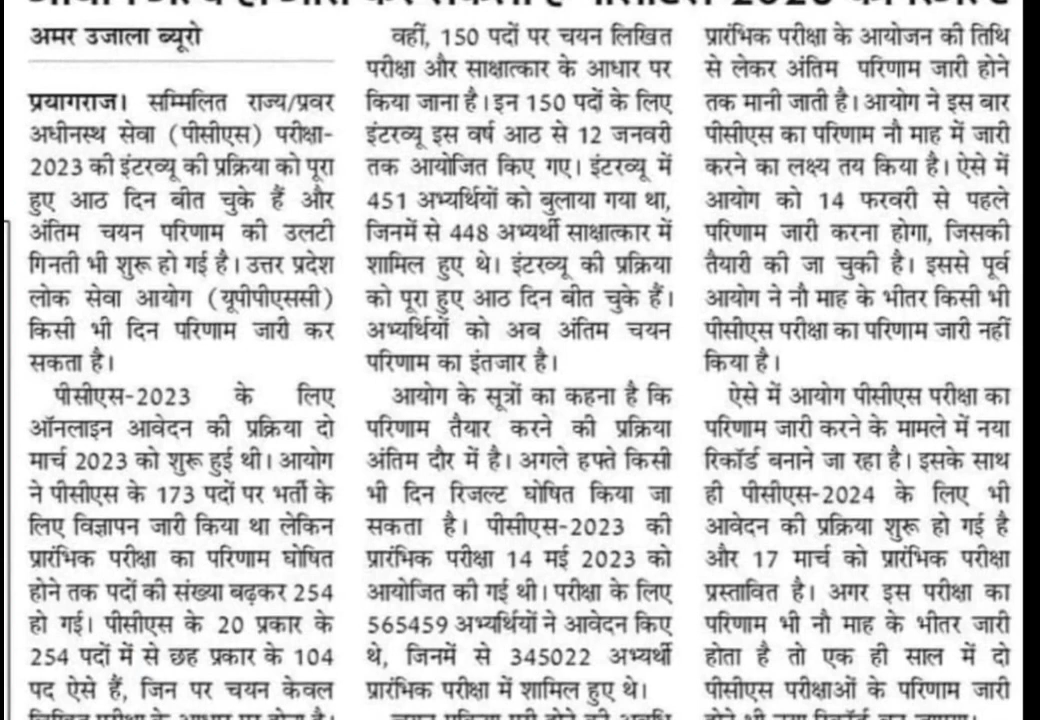 अमर उजाला ब्यूरो
प्रयागराज। सम्मिलित राज्य/प्रवर
अधीनस्थ सेवा (पीसीएस) परीक्षा-
2023 की इंटरव्यू की प्रक्रिया को पूरा
हुए आठ दिन बीत चुके हैं और
अंतिम चयन परिणाम की उलटी
गिनती भी शुरू हो गई है। उत्तर प्रदेश
लोक सेवा आयोग (यूपीपीएससी)
किसी भी दिन परिणाम जारी कर
सकता है।
पीसीएस-2023 के लिए
ऑनलाइन आवेदन की प्रक्रिया दो
मार्च 2023 को शुरू हुई थी। आयोग
ने पीसीएस के 173 पदों पर भर्ती के
लिए विज्ञापन जारी किया था लेकिन
प्रारंभिक परीक्षा का परिणाम घोषित
होने तक पदों की संख्या बढ़कर 254
हो गई। पीसीएस के 20 प्रकार के
254 पदों में से छह प्रकार के 104
पद ऐसे हैं, जिन पर चयन केवल
वहीं, 150 पदों पर चयन लिखित
परीक्षा और साक्षात्कार के आधार पर
किया जाना है। इन 150 पदों के लिए
इंटरव्यू इस वर्ष आठ से 12 जनवरी
तक आयोजित किए गए। इंटरव्यू में
451 अभ्यर्थियों को बुलाया गया था,
जिनमें से 448 अभ्यर्थी साक्षात्कार में
शामिल हुए थे। इंटरव्यू की प्रक्रिया
को पूरा हुए आठ दिन बीत चुके हैं।
अभ्यर्थियों को अब अंतिम चयन
परिणाम का इंतजार है।
आयोग के सूत्रों का कहना है कि
परिणाम तैयार करने की प्रक्रिया
अंतिम दौर में है। अगले हफ्ते किसी
भी दिन रिजल्ट घोषित किया जा
सकता है। पीसीएस-2023 की
प्रारंभिक परीक्षा 14 मई 2023 को
आयोजित की गई थी। परीक्षा के लिए
565459 अभ्यर्थियों ने आवेदन किए
थे, जिनमें से 345022 अभ्यर्थी
प्रारंभिक परीक्षा में शामिल हुए थे।
प्रारंभिक परीक्षा के आयोजन की तिथि
से लेकर अंतिम परिणाम जारी होने
तक मानी जाती है। आयोग ने इस बार
पीसीएस का परिणाम नौ माह में जारी
करने का लक्ष्य तय किया है। ऐसे में
आयोग को 14 फरवरी से पहले
परिणाम जारी करना होगा, जिसकी
तैयारी की जा चुकी है। इससे पूर्व
आयोग ने नौ माह के भीतर किसी भी
पीसीएस परीक्षा का परिणाम जारी नहीं
किया है।
ऐसे में आयोग पीसीएस परीक्षा का
परिणाम जारी करने के मामले में नया
रिकॉर्ड बनाने जा रहा है। इसके साथ
ही पीसीएस-2024 के लिए भी
आवेदन की प्रक्रिया शुरू हो गई है
और 17 मार्च को प्रारंभिक परीक्षा
प्रस्तावित है। अगर इस परीक्षा का
परिणाम भी नौ माह के भीतर जारी
होता है तो एक ही साल में दो
पीसीएस परीक्षाओं के परिणाम जारी